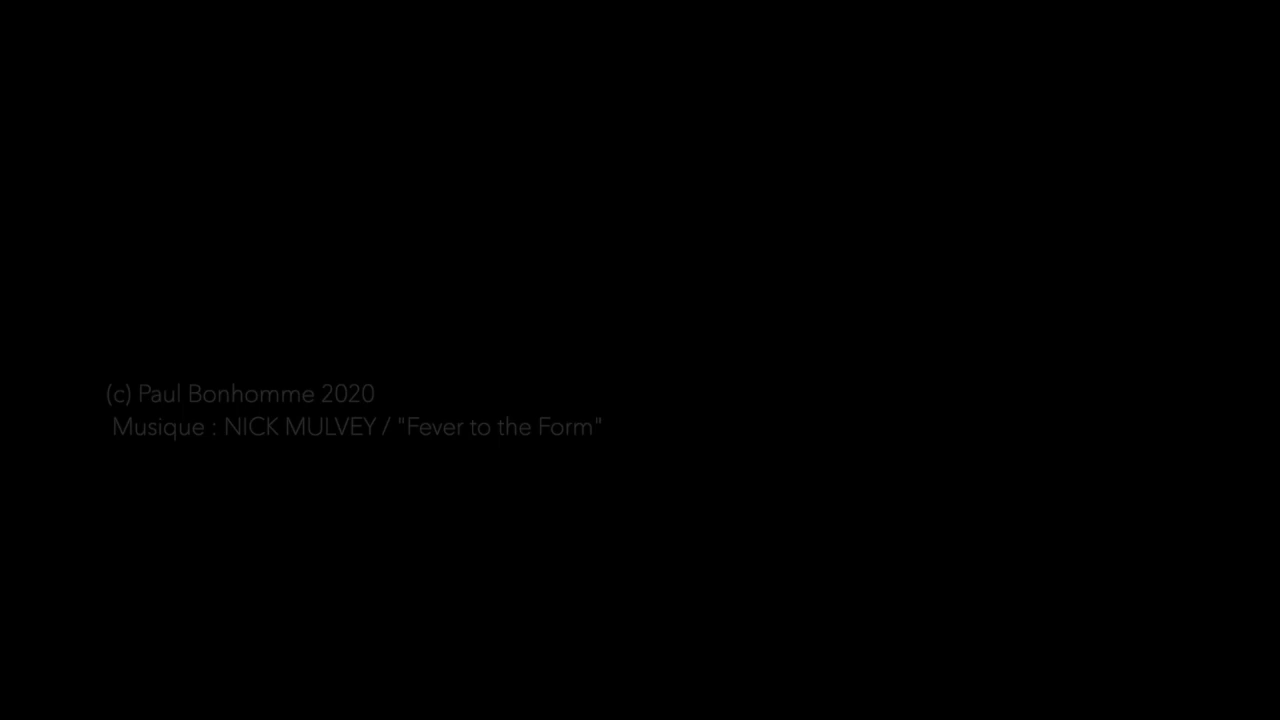 (c) Paul Bonhomme 2020
Musique : NICK MULVEY / "Fever to the Form"